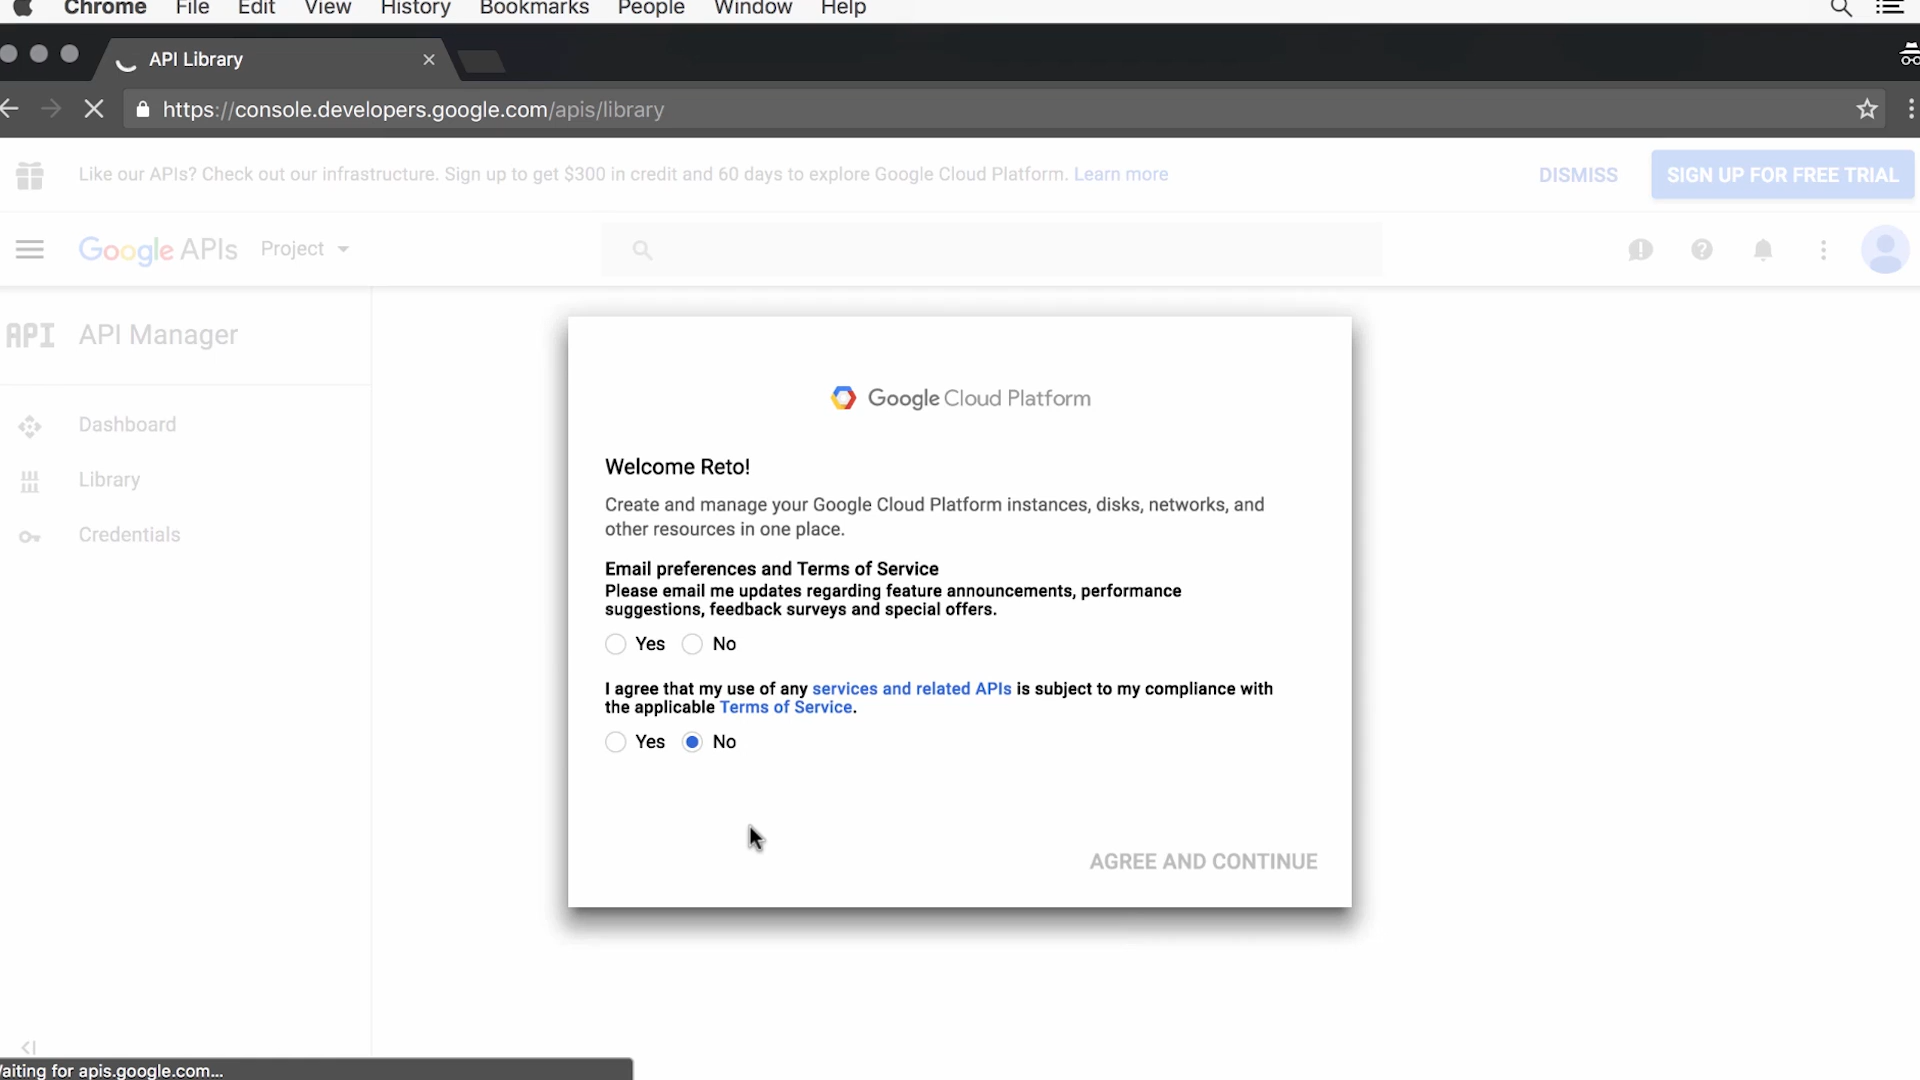 Chrome File Edit View History Bookmarks People Window Help
API Library
https://console.developers.google.com/apis/library
Like our APIs? Check out our infrastructure. Sign up to get $300 in credit and 60 days to explore Google Cloud Platform. Learn more DISMISS SIGN UP FOR FREE TRIAL
Google APIs Project
API API Manager
Dashboard
Library
Credentials
Google Cloud Platform
Welcome Reto!
Create and manage your Google Cloud Platform instances, disks, networks, and
other resources in one place.
Email preferences and Terms of Service
Please email me updates regarding feature announcements, performance
suggestions, feedback surveys and special offers.
Yes No
I agree that my use of any services and related APIs is subject to my compliance with
the applicable Terms of Service.
Yes No
AGREE AND CONTINUE
aiting for apis.google.com...